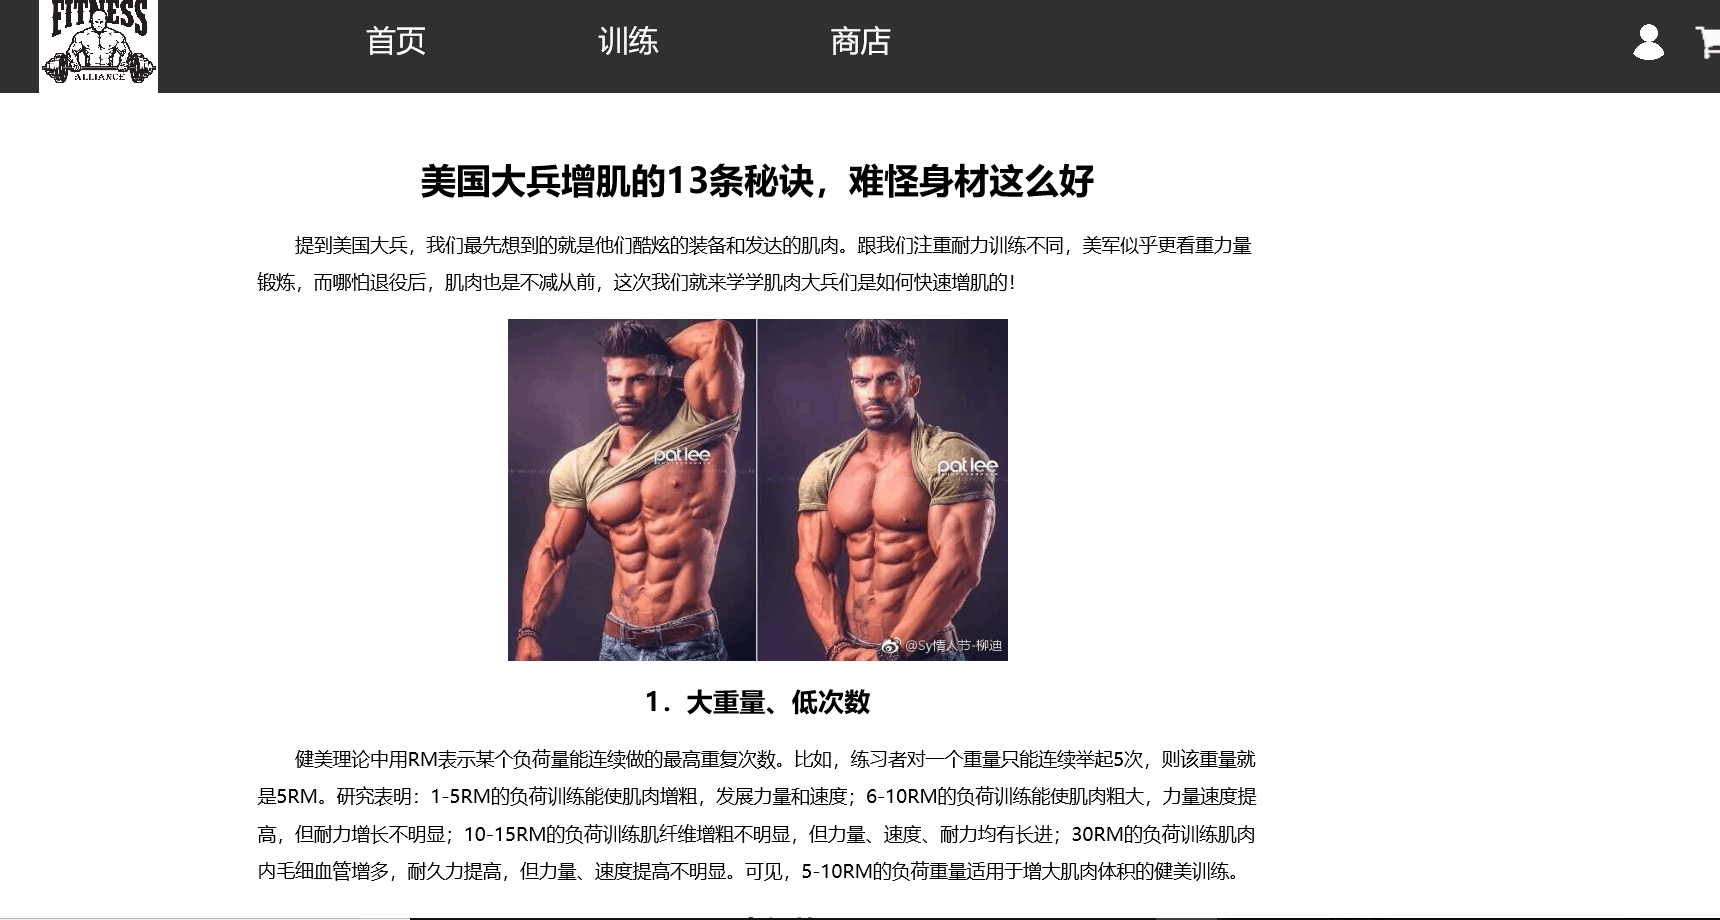 FITNESS
ALLIANCE
首页
训练
商店
美国大兵增肌的13条秘诀，难怪身材这么好
提到美国大兵，我们最先想到的就是他们酷炫的装备和发达的肌肉。跟我们注重耐力训练不同，美军似乎更看重力量
锻炼，而哪怕退役后，肌肉也是不减从前，这次我们就来学学肌肉大兵们是如何快速增肌的！
pat lee
pat lee
@Sy情人节-柳迪
1．大重量、低次数
健美理论中用RM表示某个负荷量能连续做的最高重复次数。比如，练习者对一个重量只能连续举起5次，则该重量就
是5RM。研究表明：1-5RM的负荷训练能使肌肉增粗，发展力量和速度；6-10RM的负荷训练能使肌肉粗大，力量速度提
高，但耐力增长不明显；10-15RM的负荷训练肌纤维增粗不明显，但力量、速度、耐力均有长进；30RM的负荷训练肌肉
内毛细血管增多，耐久力提高，但力量、速度提高不明显。可见，5-10RM的负荷重量适用于增大肌肉体积的健美训练。